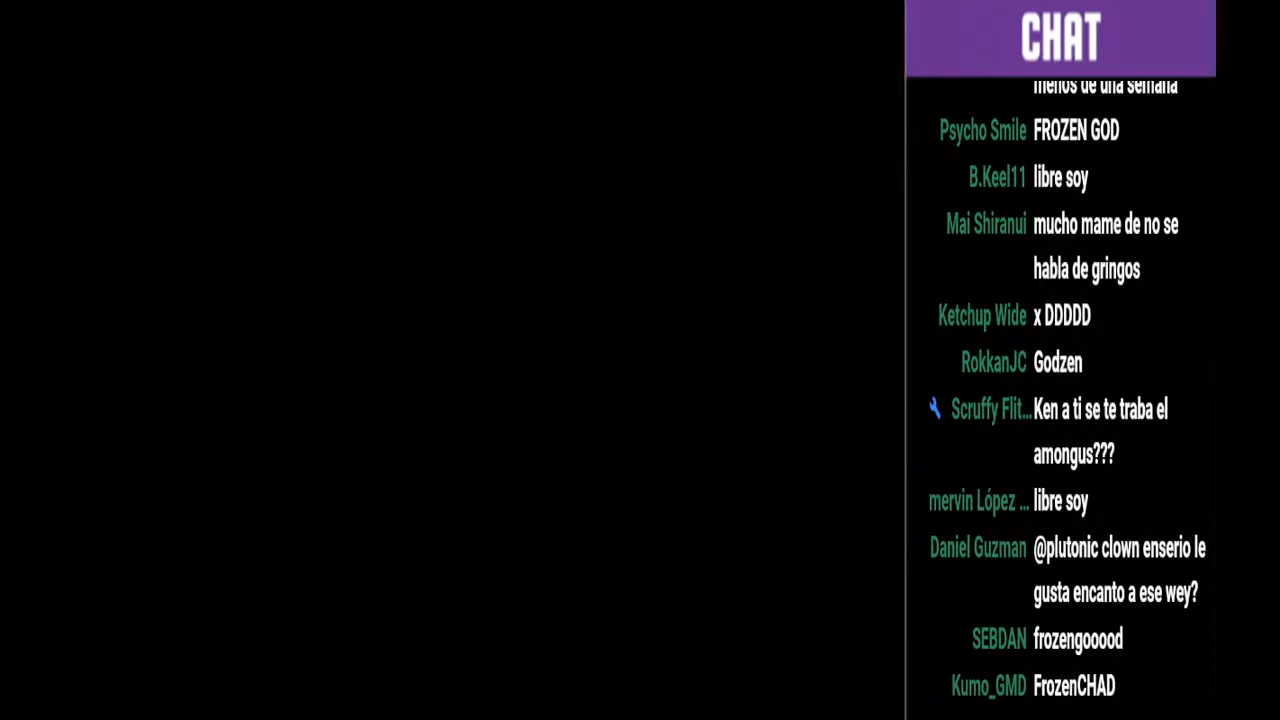 CHAT
menos de una semana
Psycho Smile FROZEN GOD
B.Keel11 libre soy
Mai Shiranui mucho mame de no se
habla de gringos
Ketchup Wide x DDDDD
RokkanJC Godzen
Scruffy Flit... Ken a ti se te traba el
amongus???
mervin López ... libre soy
Daniel Guzman @plutonic clown enserio le
gusta encanto a ese wey?
SEBDAN frozengooood
Kumo_GMD FrozenCHAD